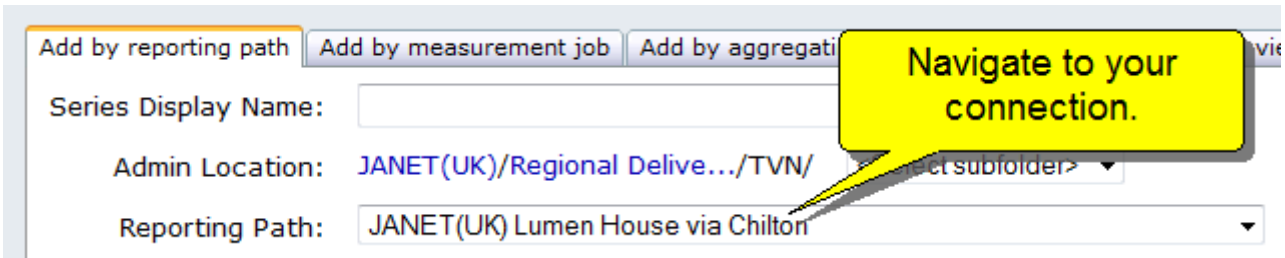 Add by reporting path Add by measurement job Add by aggregati
Navigate to your
connection.
Series Display Name:
Admin Location: JANET(UK)/Regional Delive.../TVN/ subfolder>
Reporting Path: JANET(UK) Lumen House via Chilton